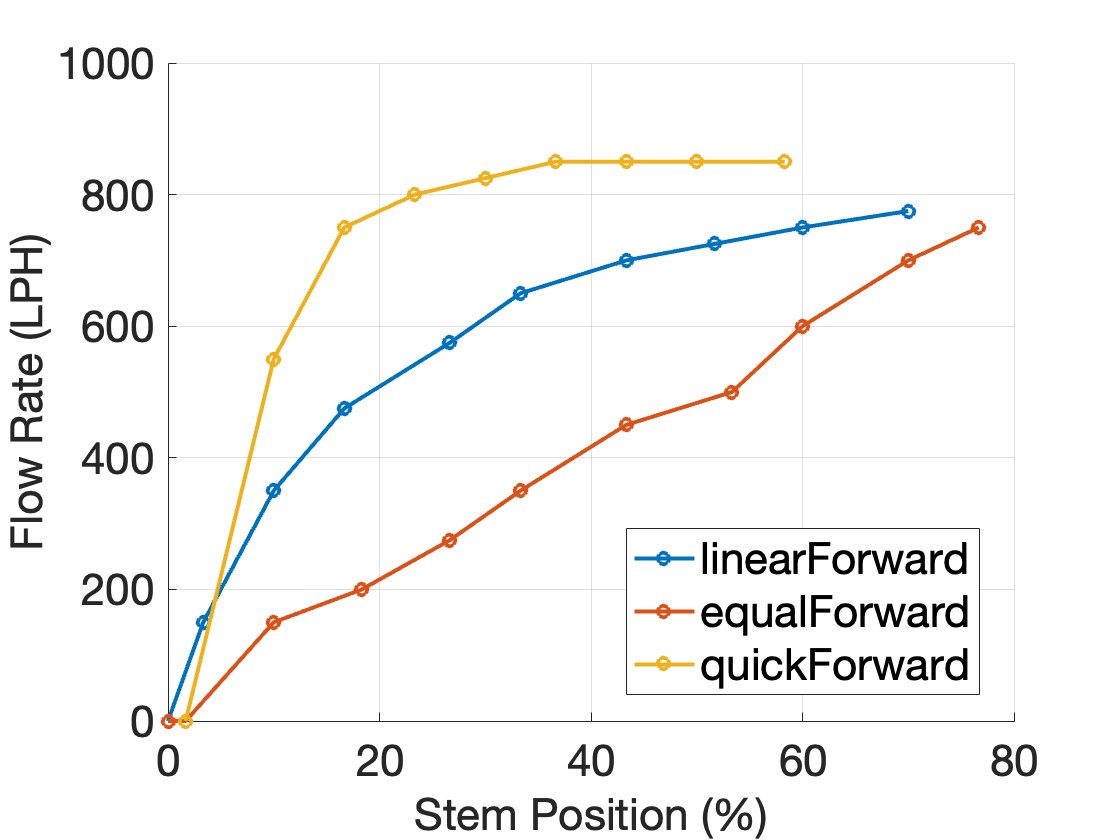 1000
800
600
400
200
0
0 20 40 60 80
Flow Rate (LPH)
Stem Position (%)
linearForward
equalForward
quickForward